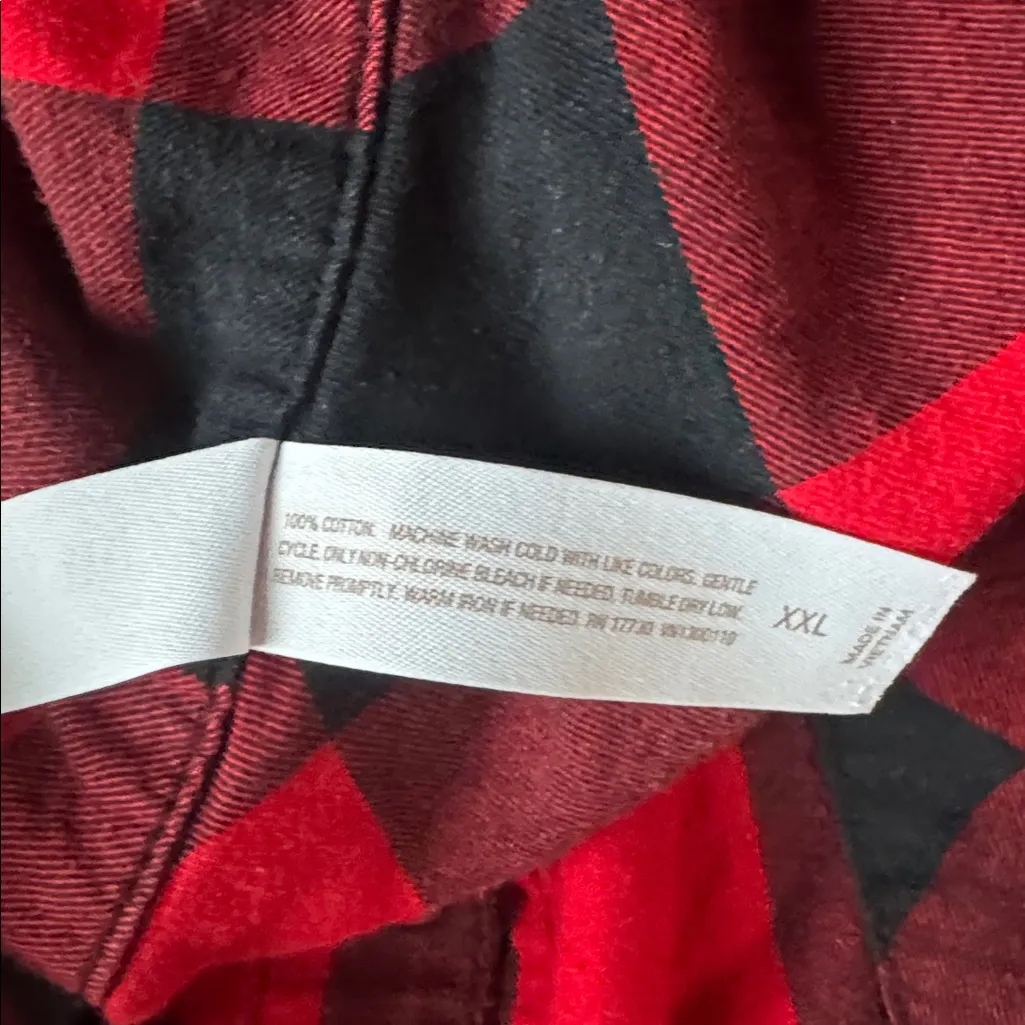 100% COTTON. MACHINE WASH COLD WITH LIKE COLORS. GENTLE
CYCLE. ONLY NON-CHLORINE BLEACH IF NEEDED. TUMBLE DRY LOW.
REMOVE PROMPTLY. WARM IRON IF NEEDED. RN 17730
XXL
MADE IN
VIETNAM